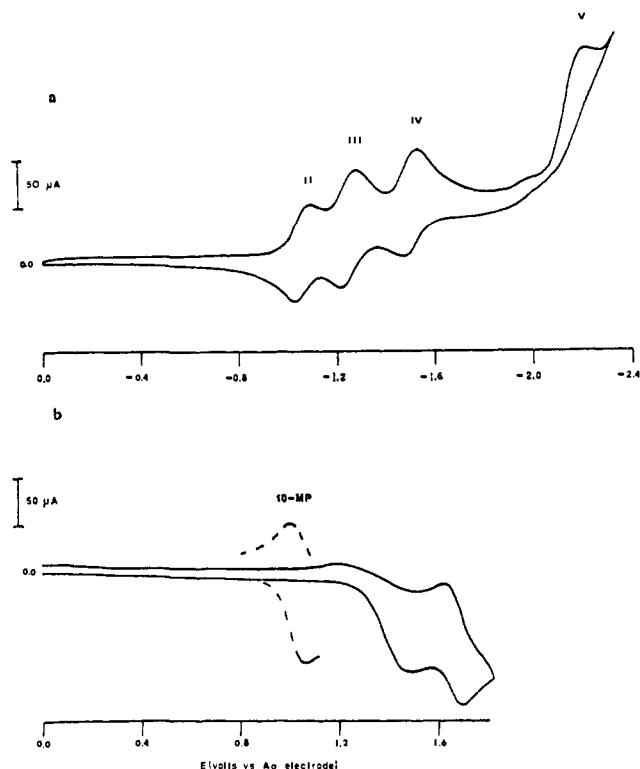 V
a
II
III
IV
50 μA
0.0
0.0 -0.4 -0.8 -1.2 -1.6 -2.0 -2.4
b
50 μA
10-MP
0.0
0.0 0.4 0.8 1.2 1.6
E[volts vs Ag electrode]